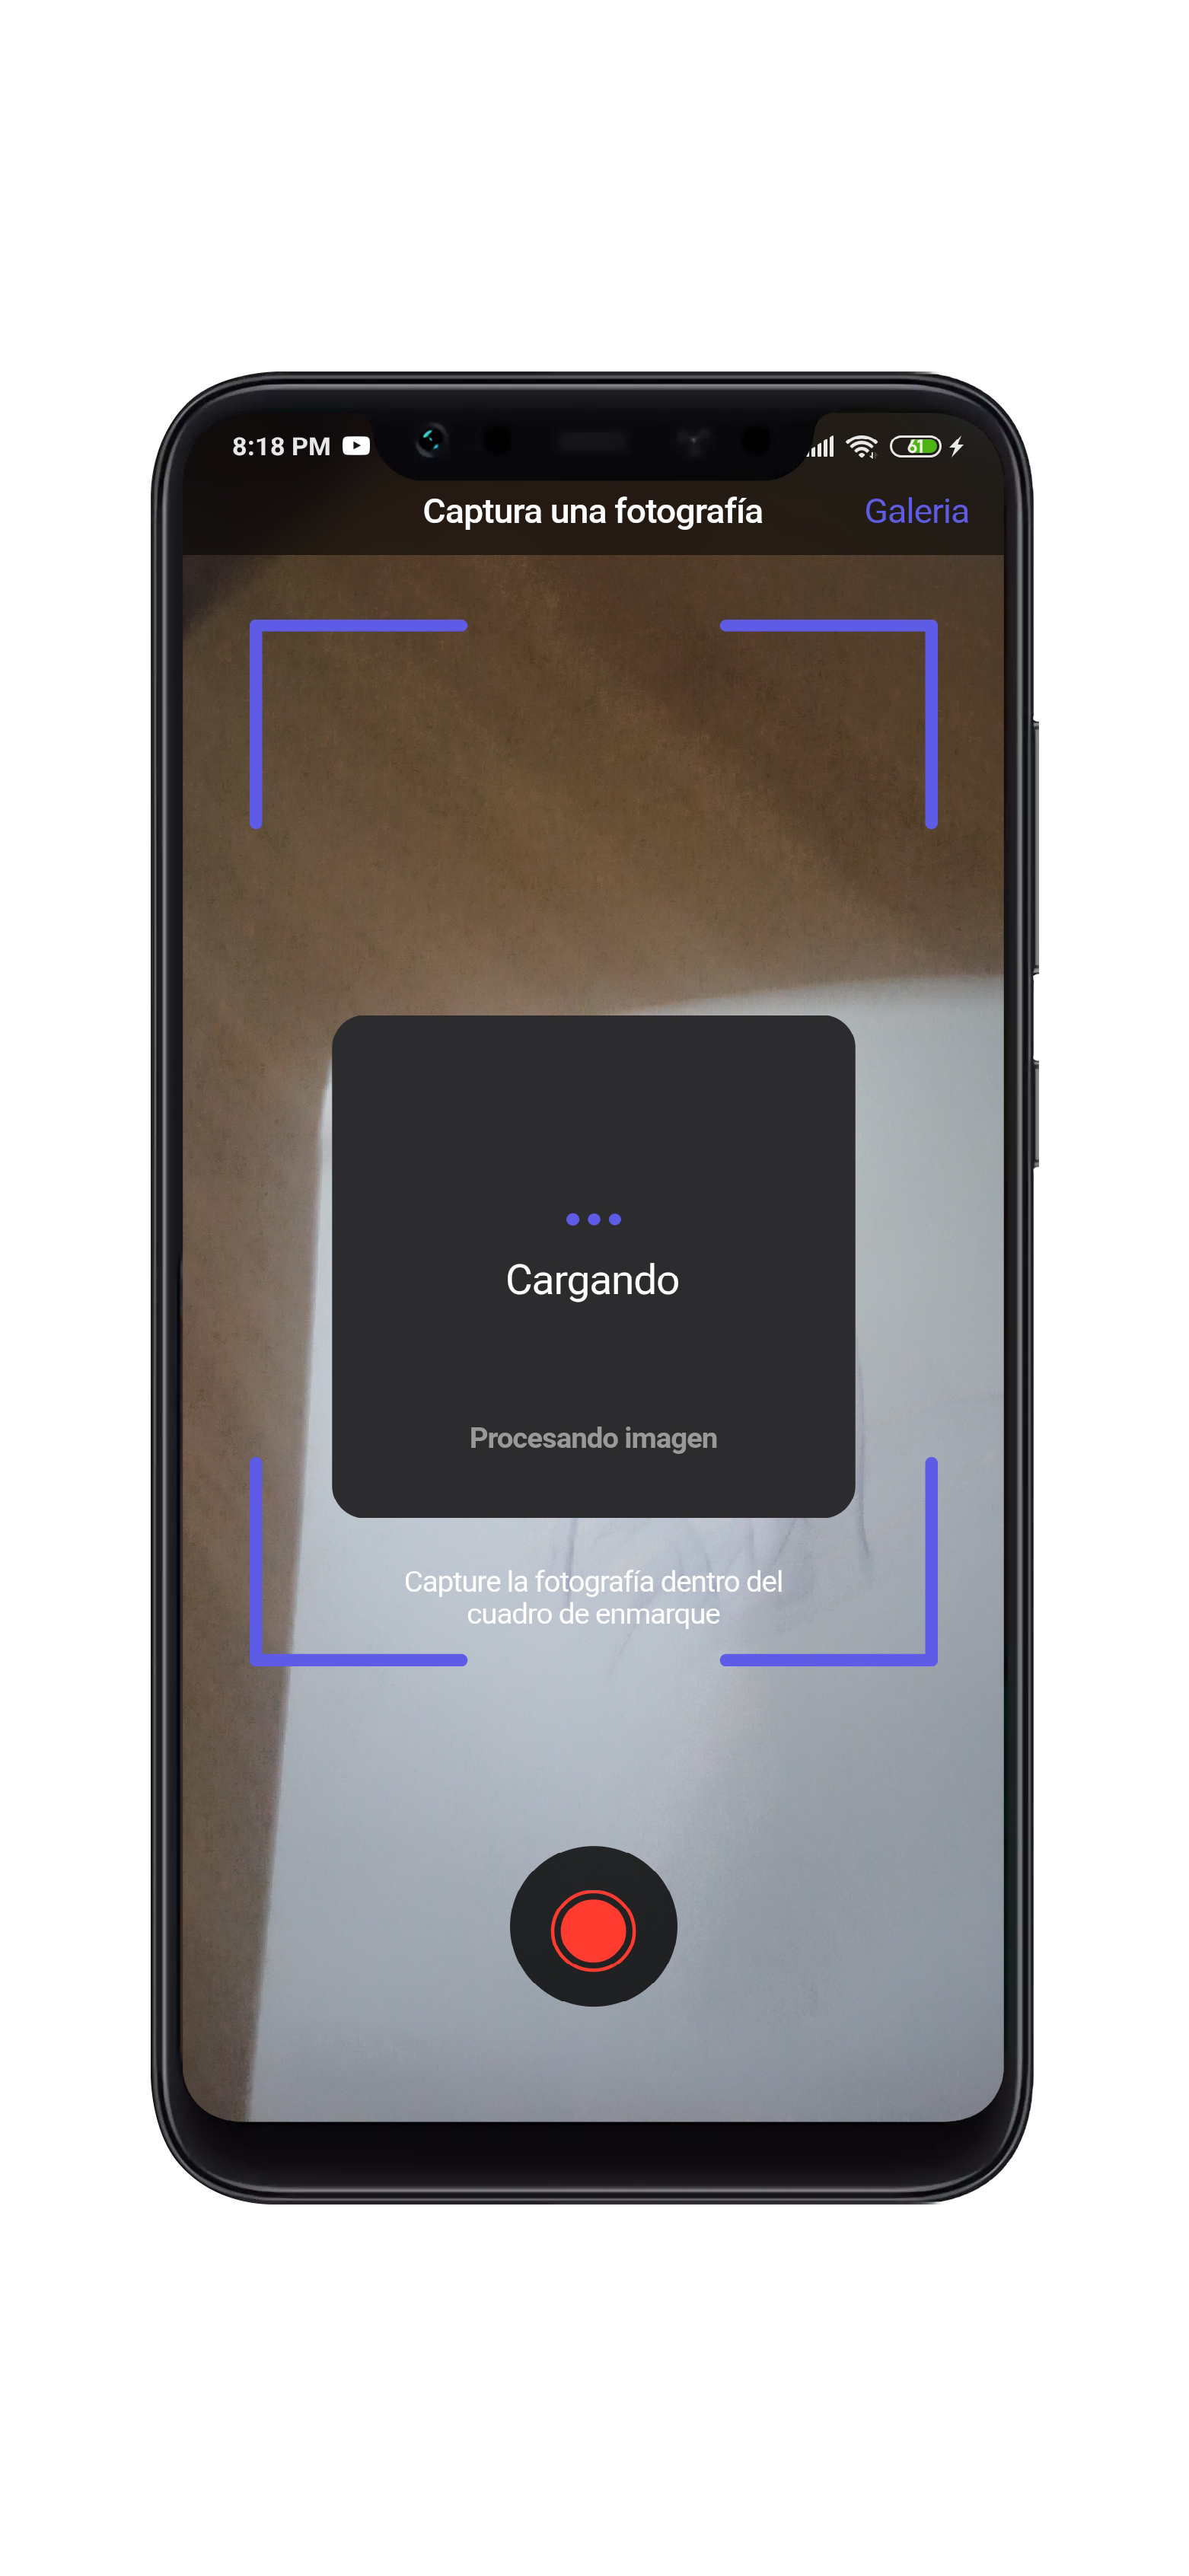 8:18 PM
61
Captura una fotografía
Galeria
Cargando
Procesando imagen
Capture la fotografía dentro del
cuadro de enmarque